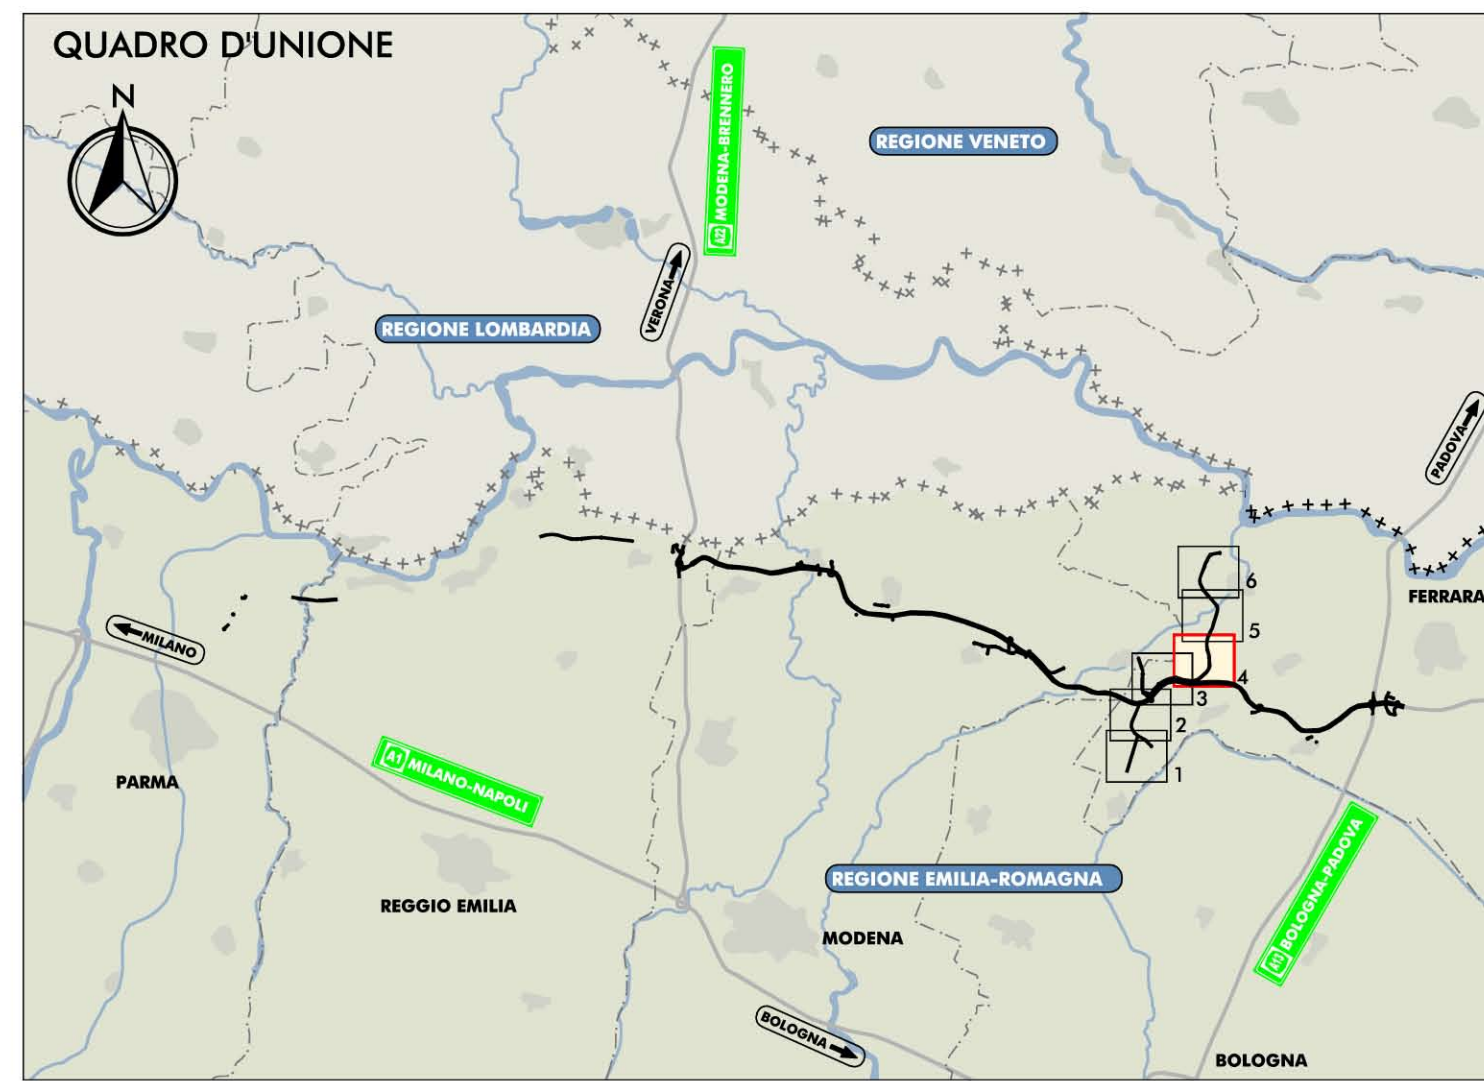 QUADRO D'UNIONE
N
A22 MODENA-BRENNERO
REGIONE VENETO
VERONA
REGIONE LOMBARDIA
PADOVA
6
FERRARA
5
MILANO
4
3
2
1
PARMA
A1 MILANO-NAPOLI
A13 BOLOGNA-PADOVA
REGIONE EMILIA-ROMAGNA
REGGIO EMILIA
MODENA
BOLOGNA
BOLOGNA